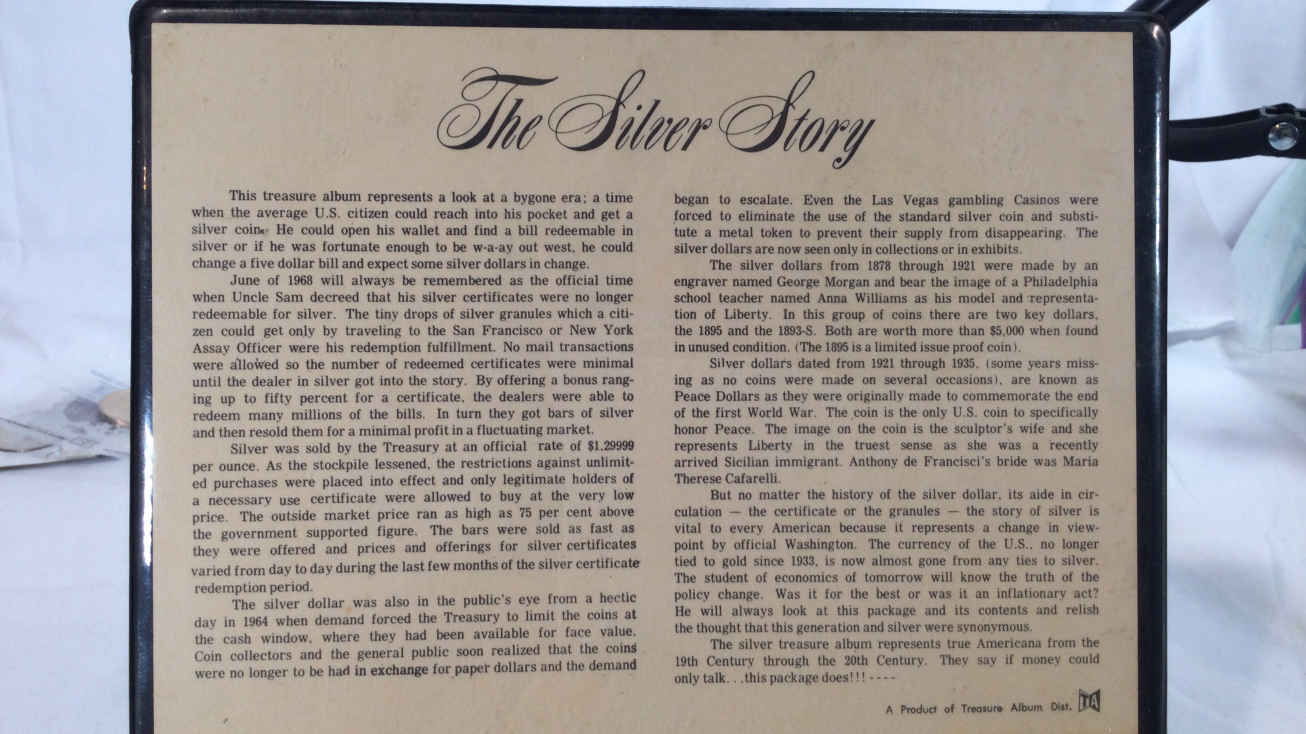 The Silver Story
This treasure album represents a look at a bygone era; a time
when the average U.S. citizen could reach into his pocket and get a
silver coin. He could open his wallet and find a bill redeemable in
silver or if he was fortunate enough to be w-a-ay out west, he could
change a five dollar bill and expect some silver dollars in change.
June of 1968 will always be remembered as the official time
when Uncle Sam decreed that his silver certificates were no longer
redeemable for silver. The tiny drops of silver granules which a citi-
zen could get only by traveling to the San Francisco or New York
Assay Officer were his redemption fulfillment. No mail transactions
were allowed so the number of redeemed certificates were minimal
until the dealer in silver got into the story. By offering a bonus rang-
ing up to fifty percent for a certificate, the dealers were able to
redeem many millions of the bills. In turn they got bars of silver
and then resold them for a minimal profit in a fluctuating market.
Silver was sold by the Treasury at an official rate of $1.29999
per ounce. As the stockpile lessened, the restrictions against unlimit-
ed purchases were placed into effect and only legitimate holders of
a necessary use certificate were allowed to buy at the very low
price. The outside market price ran as high as 75 per cent above
the government supported figure. The bars were sold as fast as
they were offered and prices and offerings for silver certificates
varied from day to day during the last few months of the silver certificate
redemption period.
The silver dollar was also in the public's eye from a hectic
day in 1964 when demand forced the Treasury to limit the coins at
the cash window, where they had been available for face value.
Coin collectors and the general public soon realized that the coins
were no longer to be had in exchange for paper dollars and the demand
began to escalate. Even the Las Vegas gambling Casinos were
forced to eliminate the use of the standard silver coin and substi-
tute a metal token to prevent their supply from disappearing. The
silver dollars are now seen only in collections or in exhibits.
The silver dollars from 1878 through 1921 were made by an
engraver named George Morgan and bear the image of a Philadelphia
school teacher named Anna Williams as his model and representa-
tion of Liberty. In this group of coins there are two key dollars,
the 1895 and the 1893-S. Both are worth more than $5,000 when found
in unused condition. (The 1895 is a limited issue proof coin).
Silver dollars dated from 1921 through 1935, (some years miss-
ing as no coins were made on several occasions), are known as
Peace Dollars as they were originally made to commemorate the end
of the first World War. The coin is the only U.S. coin to specifically
honor Peace. The image on the coin is the sculptor's wife and she
represents Liberty in the truest sense as she was a recently
arrived Sicilian immigrant. Anthony de Francisci's bride was Maria
Therese Cafarelli.
But no matter the history of the silver dollar, its aide in cir-
culation — the certificate or the granules — the story of silver is
vital to every American because it represents a change in view-
point by official Washington. The currency of the U.S., no longer
tied to gold since 1933, is now almost gone from any ties to silver.
The student of economics of tomorrow will know the truth of the
policy change. Was it for the best or was it an inflationary act?
He will always look at this package and its contents and relish
the thought that this generation and silver were synonymous.
The silver treasure album represents true Americana from the
19th Century through the 20th Century. They say if money could
only talk. . .this package does!!! - - - -
A Product of Treasure Album Dist. TA